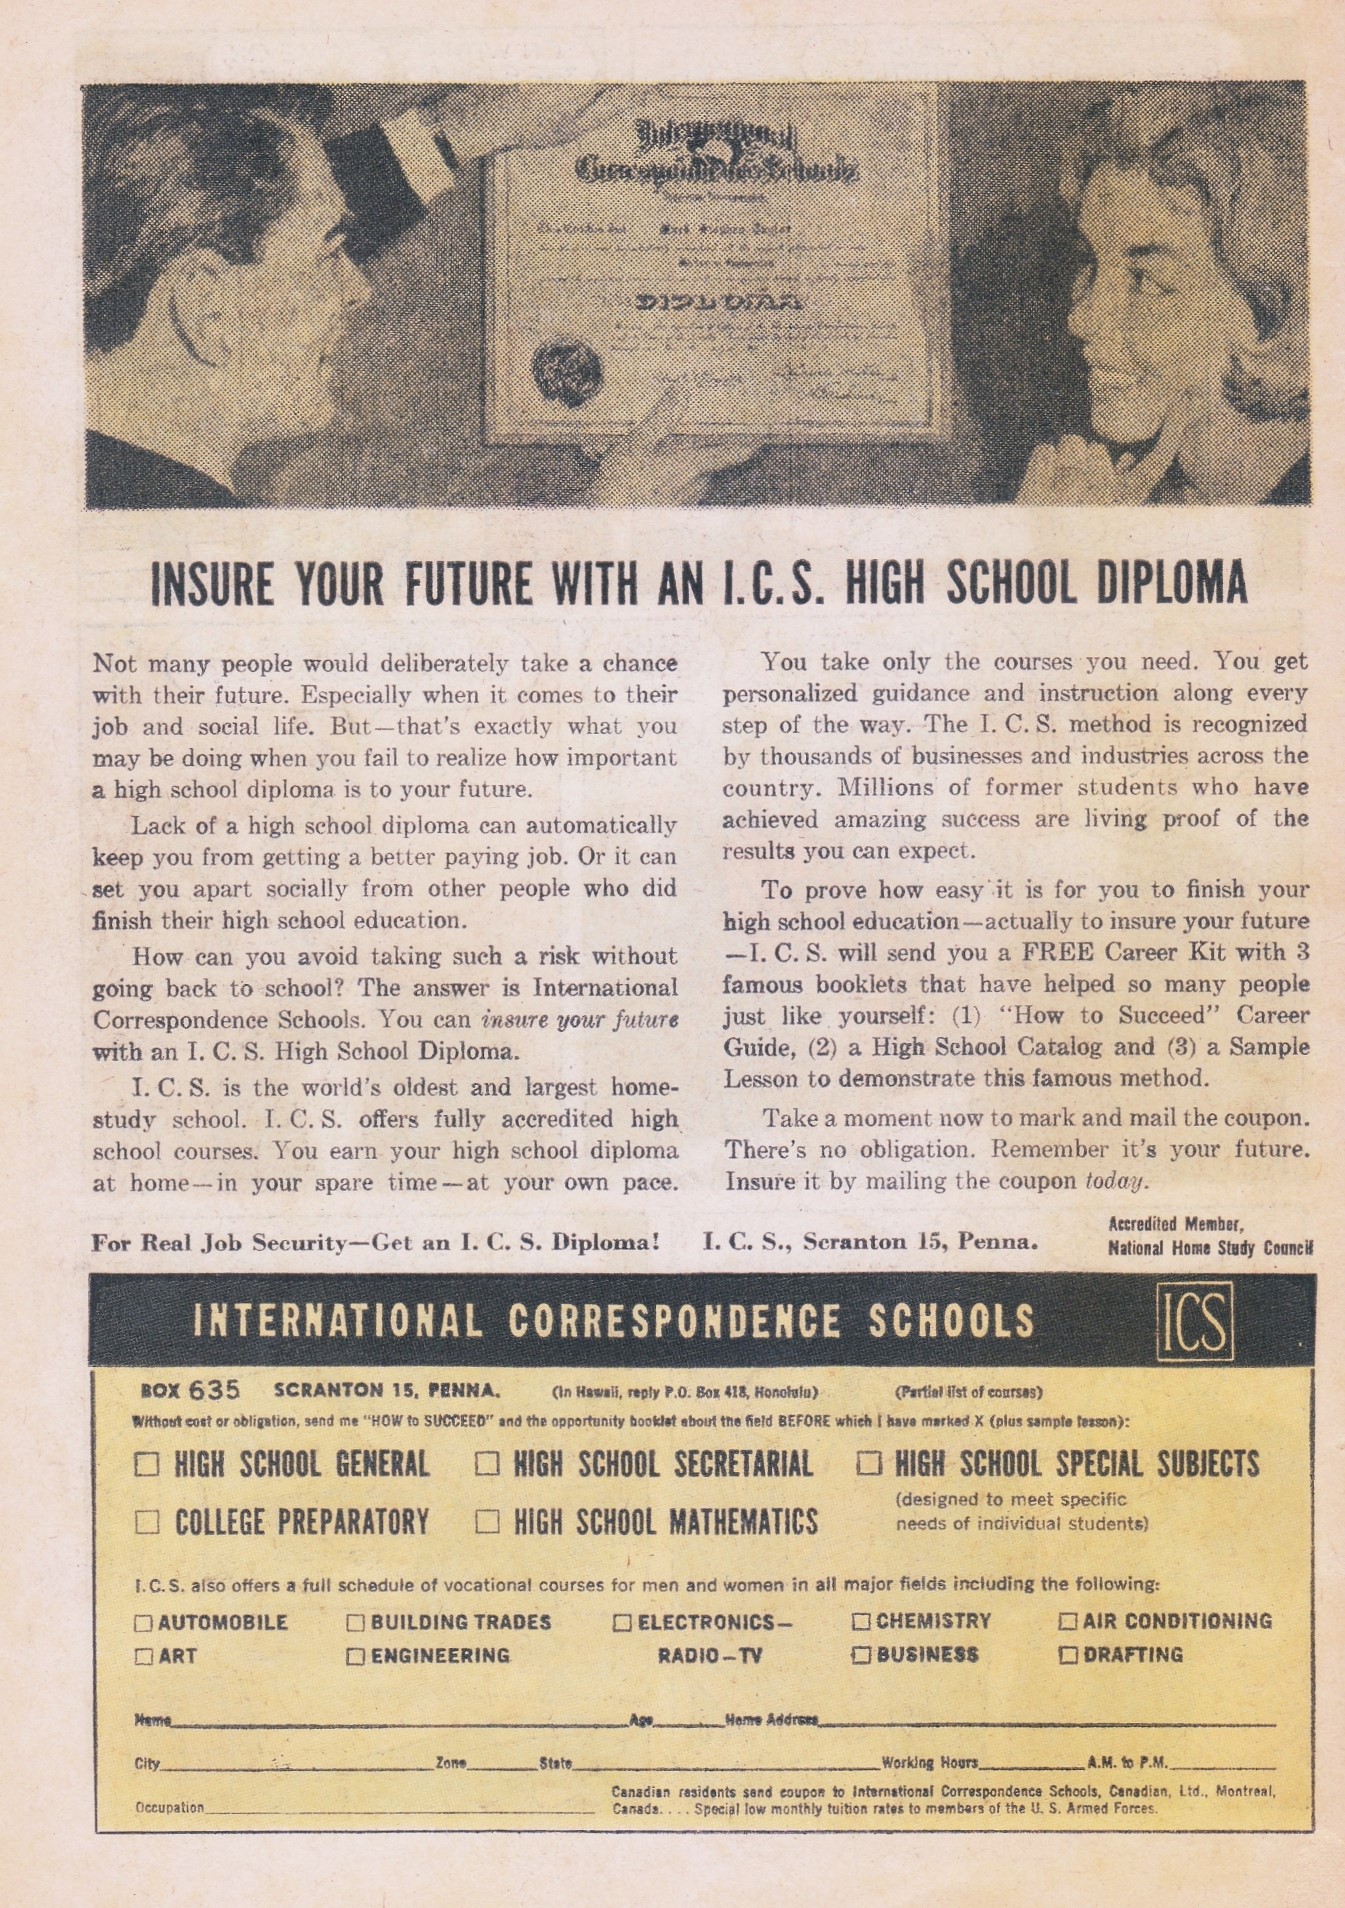 International
Correspondence Schools
DIPLOMA
INSURE YOUR FUTURE WITH AN I.C.S. HIGH SCHOOL DIPLOMA
Not many people would deliberately take a chance
with their future. Especially when it comes to their
job and social life. But—that's exactly what you
may be doing when you fail to realize how important
a high school diploma is to your future.
Lack of a high school diploma can automatically
keep you from getting a better paying job. Or it can
set you apart socially from other people who did
finish their high school education.
How can you avoid taking such a risk without
going back to school? The answer is International
Correspondence Schools. You can insure your future
with an I. C. S. High School Diploma.
I. C. S. is the world's oldest and largest home-
study school. I. C. S. offers fully accredited high
school courses. You earn your high school diploma
at home—in your spare time—at your own pace.
You take only the courses you need. You get
personalized guidance and instruction along every
step of the way. The I. C. S. method is recognized
by thousands of businesses and industries across the
country. Millions of former students who have
achieved amazing success are living proof of the
results you can expect.
To prove how easy it is for you to finish your
high school education—actually to insure your future
—I. C. S. will send you a FREE Career Kit with 3
famous booklets that have helped so many people
just like yourself: (1) "How to Succeed" Career
Guide, (2) a High School Catalog and (3) a Sample
Lesson to demonstrate this famous method.
Take a moment now to mark and mail the coupon.
There's no obligation. Remember it's your future.
Insure it by mailing the coupon today.
For Real Job Security—Get an I. C. S. Diploma! I. C. S., Scranton 15, Penna.
Accredited Member,
National Home Study Council
INTERNATIONAL CORRESPONDENCE SCHOOLS ICS
BOX 635 SCRANTON 15, PENNA. (In Hawaii, reply P.O. Box 418, Honolulu) (Partial list of courses)
Without cost or obligation, send me "HOW to SUCCEED" and the opportunity booklet about the field BEFORE which I have marked X (plus sample lesson):
HIGH SCHOOL GENERAL HIGH SCHOOL SECRETARIAL HIGH SCHOOL SPECIAL SUBJECTS
(designed to meet specific
needs of individual students)
COLLEGE PREPARATORY HIGH SCHOOL MATHEMATICS
I.C.S. also offers a full schedule of vocational courses for men and women in all major fields including the following:
AUTOMOBILE BUILDING TRADES ELECTRONICS— CHEMISTRY AIR CONDITIONING
ART ENGINEERING RADIO—TV BUSINESS DRAFTING
Name Age Home Address
City Zone State Working Hours A.M. to P.M.
Occupation
Canadian residents send coupon to International Correspondence Schools, Canadian, Ltd., Montreal,
Canada. . . . Special low monthly tuition rates to members of the U. S. Armed Forces.